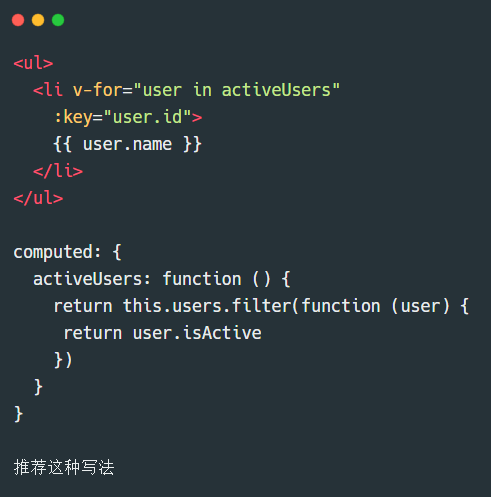 <ul>
  <li v-for="user in activeUsers"
    :key="user.id">
    {{ user.name }}
  </li>
</ul>

computed: {
  activeUsers: function () {
    return this.users.filter(function (user) {
     return user.isActive
    })
  }
}

推荐这种写法